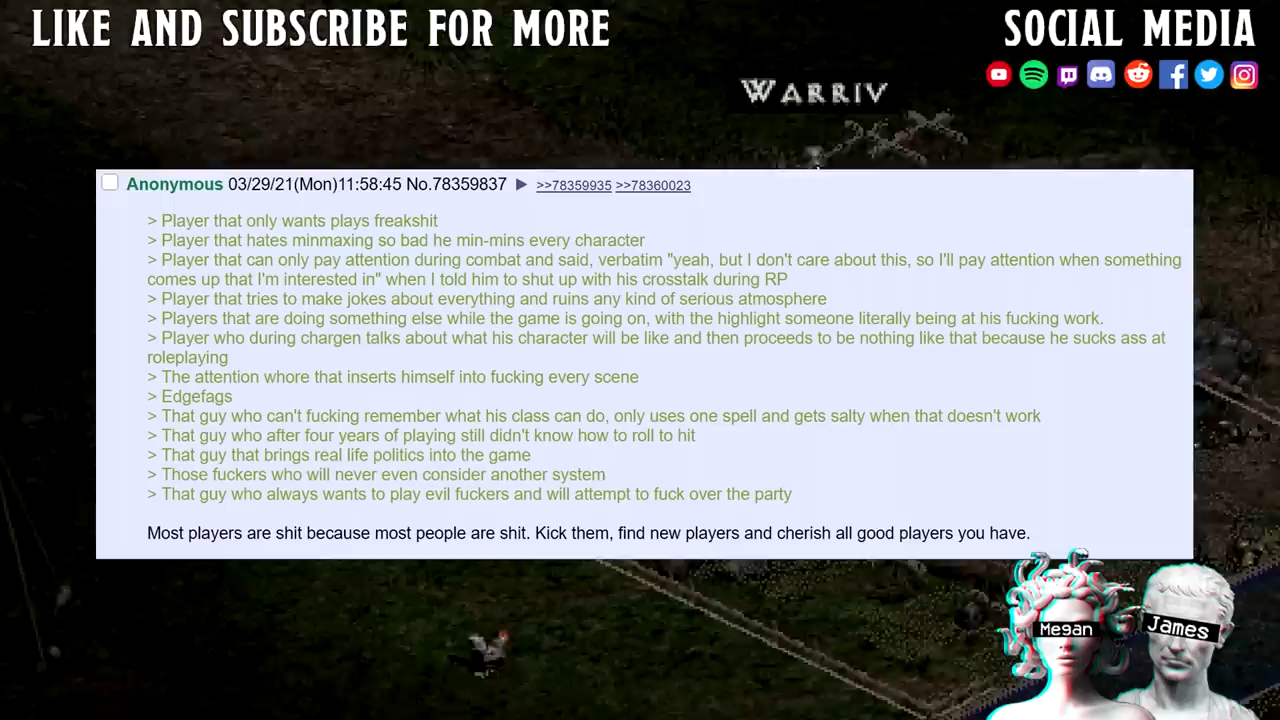 LIKE AND SUBSCRIBE FOR MORE
SOCIAL MEDIA
WARRIV
Anonymous 03/29/21(Mon)11:58:45 No.78359837 ▶ >>78359935 >>78360023
> Player that only wants plays freakshit
> Player that hates minmaxing so bad he min-mins every character
> Player that can only pay attention during combat and said, verbatim "yeah, but I don't care about this, so I'll pay attention when something
comes up that I'm interested in" when I told him to shut up with his crosstalk during RP
> Player that tries to make jokes about everything and ruins any kind of serious atmosphere
> Players that are doing something else while the game is going on, with the highlight someone literally being at his fucking work.
> Player who during chargen talks about what his character will be like and then proceeds to be nothing like that because he sucks ass at
roleplaying
> The attention whore that inserts himself into fucking every scene
> Edgefags
> That guy who can't fucking remember what his class can do, only uses one spell and gets salty when that doesn't work
> That guy who after four years of playing still didn't know how to roll to hit
> That guy that brings real life politics into the game
> Those fuckers who will never even consider another system
> That guy who always wants to play evil fuckers and will attempt to fuck over the party
Most players are shit because most people are shit. Kick them, find new players and cherish all good players you have.
Megan
James